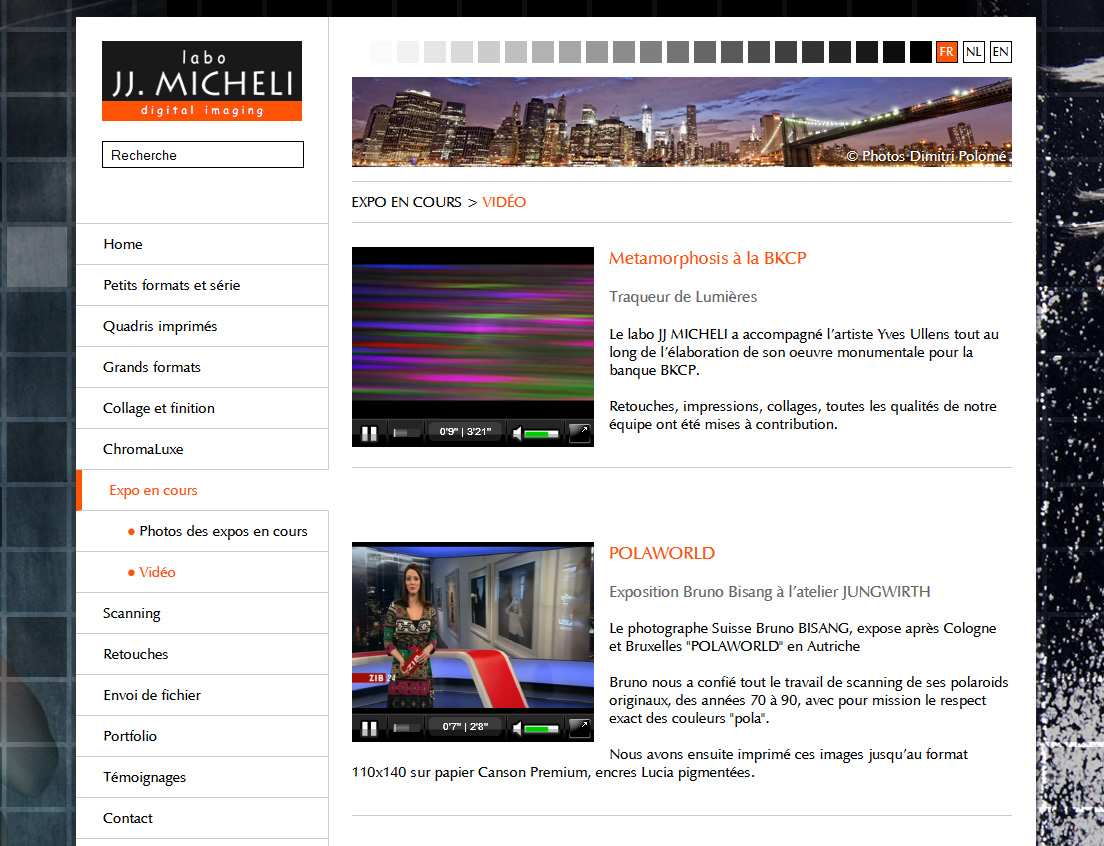 labo
JJ. MICHELI
digital imaging
FR NL EN
Recherche
© Photos Dimitri Polomé
EXPO EN COURS > VIDÉO
Home
Petits formats et série
Quadris imprimés
Grands formats
Collage et finition
ChromaLuxe
Expo en cours
• Photos des expos en cours
• Vidéo
Scanning
Retouches
Envoi de fichier
Portfolio
Témoignages
Contact
Metamorphosis à la BKCP
Traqueur de Lumières
Le labo JJ MICHELI a accompagné l'artiste Yves Ullens tout au
long de l'élaboration de son oeuvre monumentale pour la
banque BKCP.
Retouches, impressions, collages, toutes les qualités de notre
équipe ont été mises à contribution.
0'9" | 3'21"
POLAWORLD
Exposition Bruno Bisang à l'atelier JUNGWIRTH
Le photographe Suisse Bruno BISANG, expose après Cologne
et Bruxelles "POLAWORLD" en Autriche
Bruno nous a confié tout le travail de scanning de ses polaroids
originaux, des années 70 à 90, avec pour mission le respect
exact des couleurs "pola".
Nous avons ensuite imprimé ces images jusqu'au format
110x140 sur papier Canson Premium, encres Lucia pigmentées.
ZIB
ZIB 24
0'7" | 2'8"